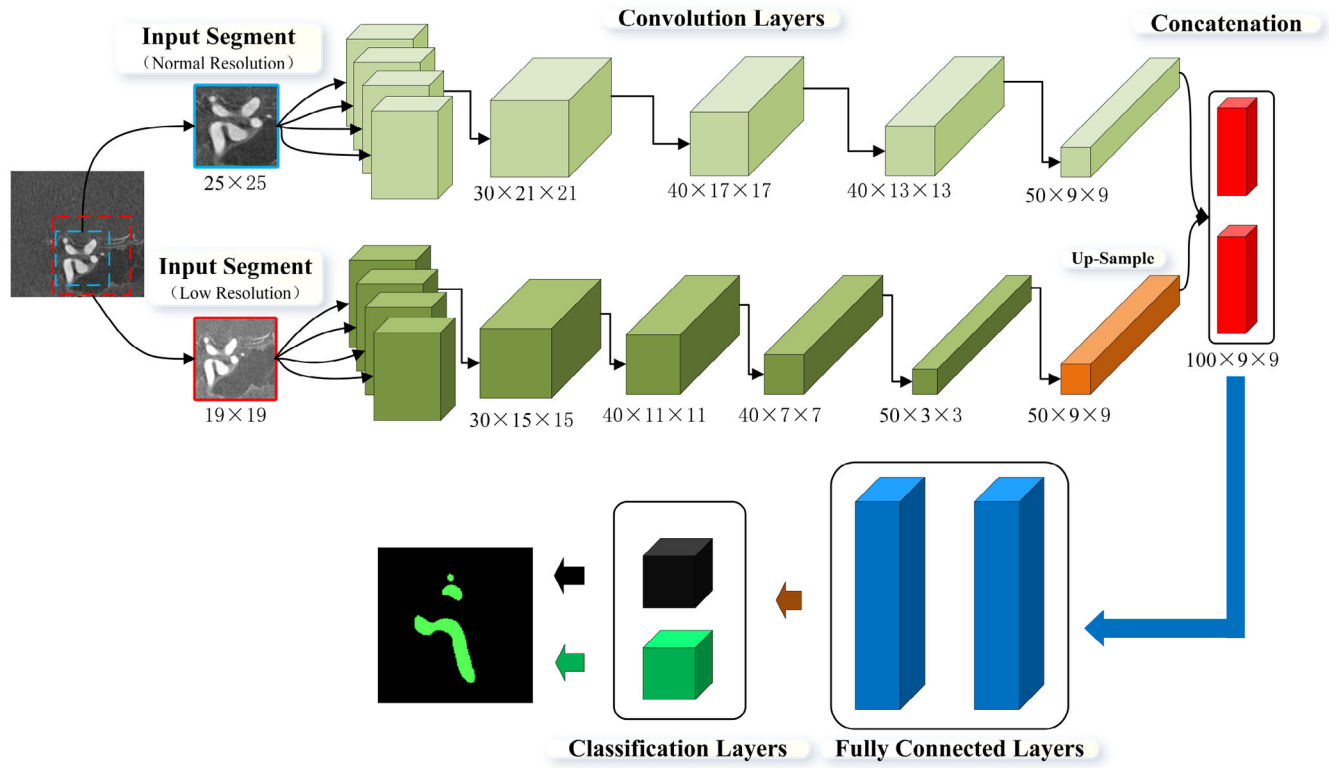 Convolution Layers
Concatenation
Input Segment
（Normal Resolution）
25×25
30×21×21
40×17×17
40×13×13
50×9×9
Input Segment
（Low Resolution）
Up-Sample
19×19
30×15×15
40×11×11
40×7×7
50×3×3
50×9×9
100×9×9
Classification Layers
Fully Connected Layers